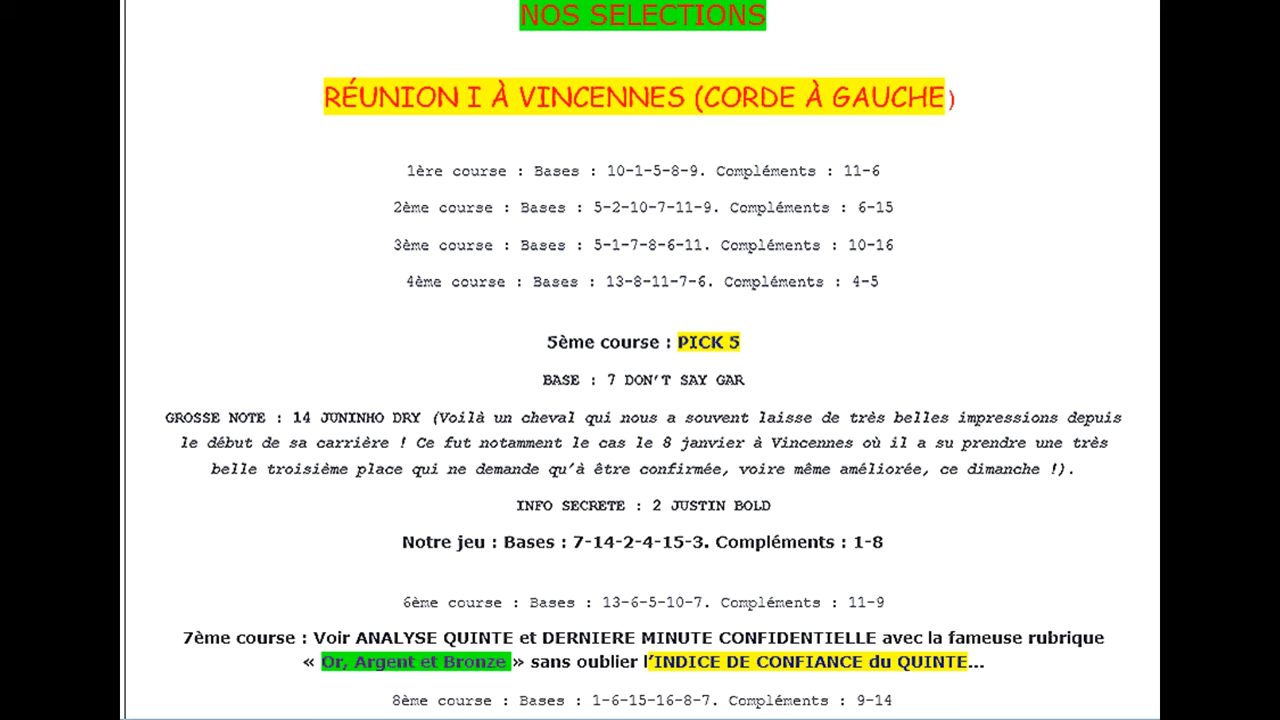 NOS SELECTIONS
RÉUNION I À VINCENNES (CORDE À GAUCHE)
1ère course : Bases : 10-1-5-8-9. Compléments : 11-6
2ème course : Bases : 5-2-10-7-11-9. Compléments : 6-15
3ème course : Bases : 5-1-7-8-6-11. Compléments : 10-16
4ème course : Bases : 13-8-11-7-6. Compléments : 4-5
5ème course : PICK 5
BASE : 7 DON’T SAY GAR
GROSSE NOTE : 14 JUNINHO DRY (Voilà un cheval qui nous a souvent laisse de très belles impressions depuis
le début de sa carrière ! Ce fut notamment le cas le 8 janvier à Vincennes où il a su prendre une très
belle troisième place qui ne demande qu’à être confirmée, voire même améliorée, ce dimanche !).
INFO SECRETE : 2 JUSTIN BOLD
Notre jeu : Bases : 7-14-2-4-15-3. Compléments : 1-8
6ème course : Bases : 13-6-5-10-7. Compléments : 11-9
7ème course : Voir ANALYSE QUINTE et DERNIERE MINUTE CONFIDENTIELLE avec la fameuse rubrique
« Or, Argent et Bronze » sans oublier l’INDICE DE CONFIANCE du QUINTE…
8ème course : Bases : 1-6-15-16-8-7. Compléments : 9-14